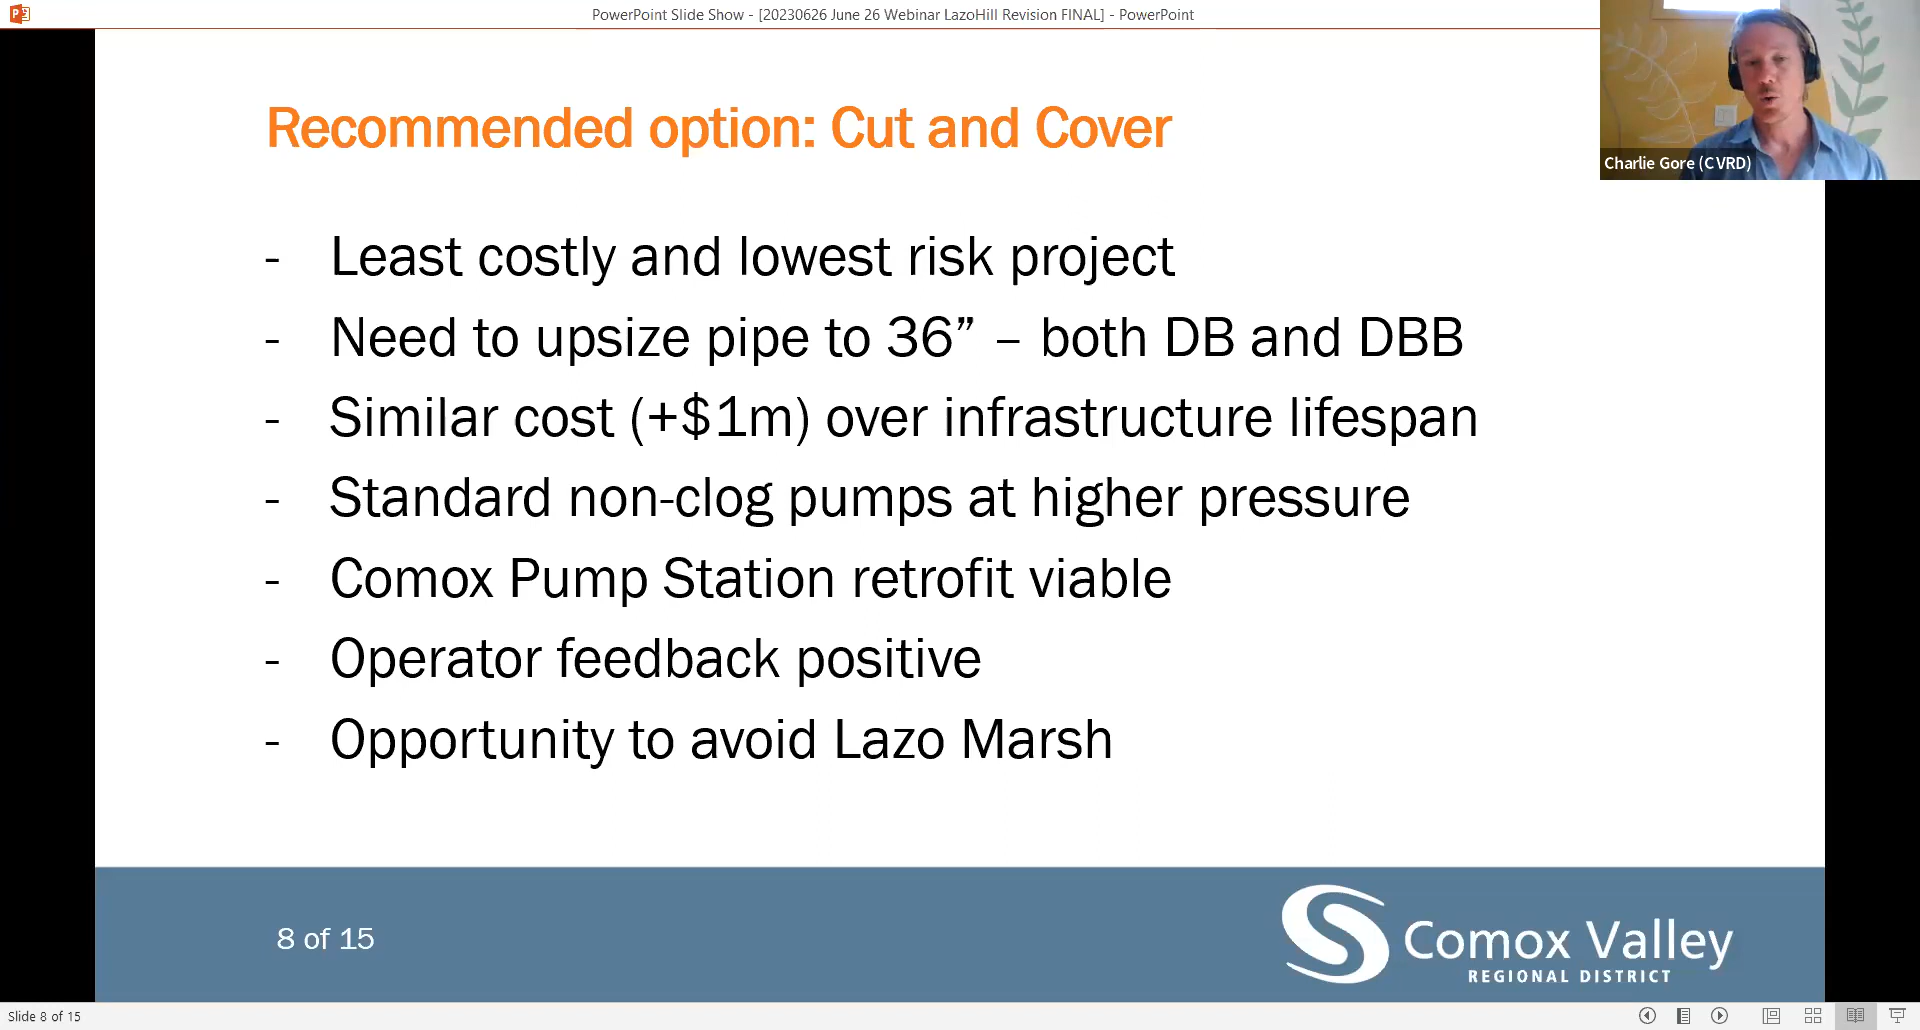 PowerPoint Slide Show - [20230626 June 26 Webinar LazoHill Revision FINAL] - PowerPoint
Charlie Gore (CVRD)
Recommended option: Cut and Cover
- Least costly and lowest risk project
- Need to upsize pipe to 36” – both DB and DBB
- Similar cost (+$1m) over infrastructure lifespan
- Standard non-clog pumps at higher pressure
- Comox Pump Station retrofit viable
- Operator feedback positive
- Opportunity to avoid Lazo Marsh
8 of 15
Comox Valley
REGIONAL DISTRICT
Slide 8 of 15